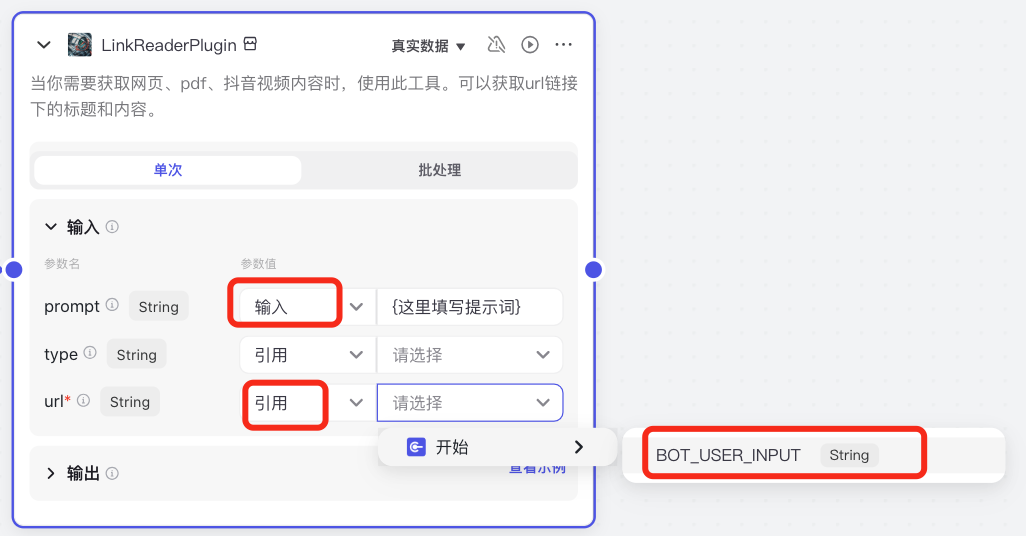 LinkReaderPlugin 真实数据
当你需要获取网页、pdf、抖音视频内容时，使用此工具。可以获取url链接
下的标题和内容。
单次 批处理
输入
参数名 参数值
prompt String 输入 {这里填写提示词}
type String 引用 请选择
url* String 引用 请选择
开始 BOT_USER_INPUT String
输出 查看示例